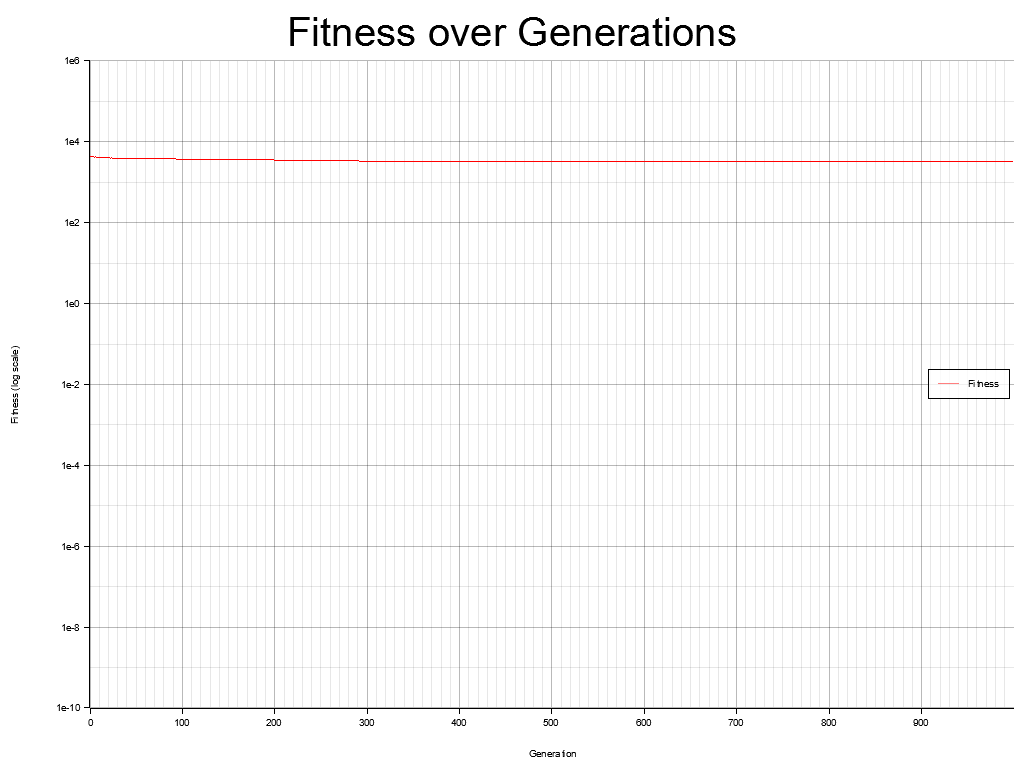 Fitness over Generations
1e6
1e4
1e2
1e0
1e-2
1e-4
1e-6
1e-8
1e-10
Fitness (log scale)
Fitness
0 100 200 300 400 500 600 700 800 900
Generation